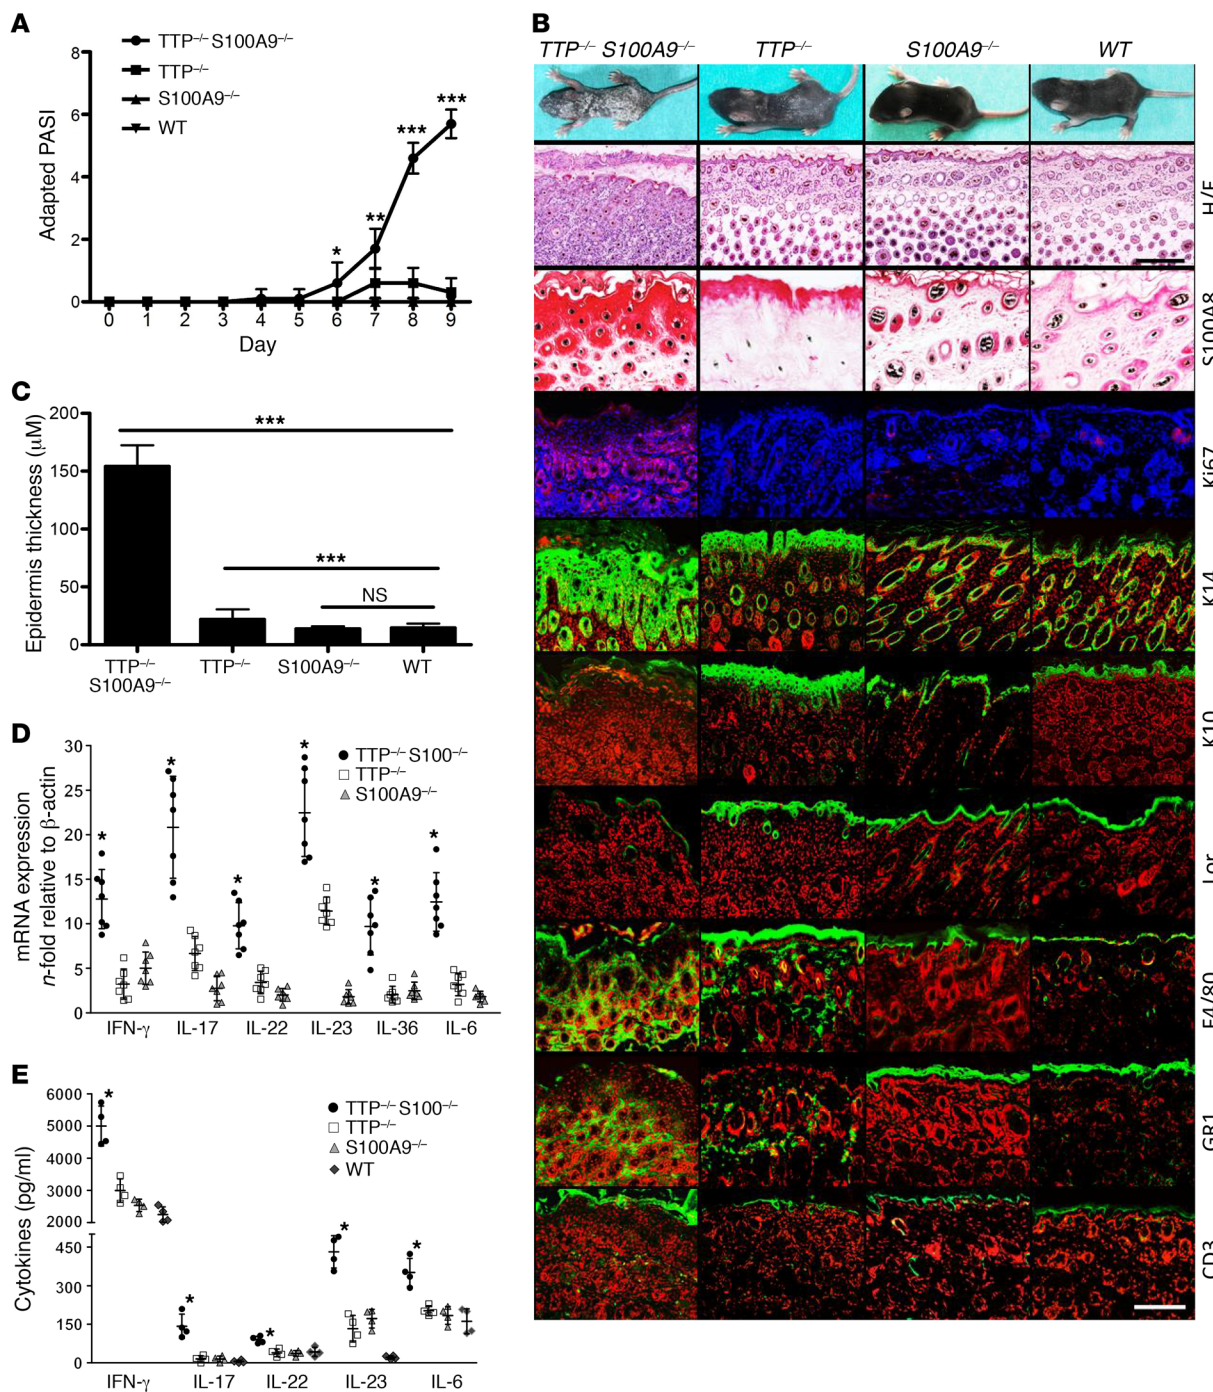 A
TTP–/– S100A9–/–
TTP–/–
S100A9–/–
WT
Adapted PASI
8
6
4
2
0
*
**
***
***
0 1 2 3 4 5 6 7 8 9
Day
B
TTP–/– S100A9–/– TTP–/– S100A9–/– WT
H/E
S100A8
Ki67
K14
K10
Lor
F4/80
GR1
CD3
C
Epidermis thickness (μM)
200
150
100
50
0
***
***
NS
TTP–/– S100A9–/–
TTP–/–
S100A9–/–
WT
D
mRNA expression
n-fold relative to β-actin
30
25
20
15
10
5
0
TTP–/– S100–/–
TTP–/–
S100A9–/–
* * * * * *
IFN-γ IL-17 IL-22 IL-23 IL-36 IL-6
E
Cytokines (pg/ml)
6000
5000
4000
3000
2000
450
300
150
0
TTP–/– S100–/–
TTP–/–
S100A9–/–
WT
* * * * *
IFN-γ IL-17 IL-22 IL-23 IL-6